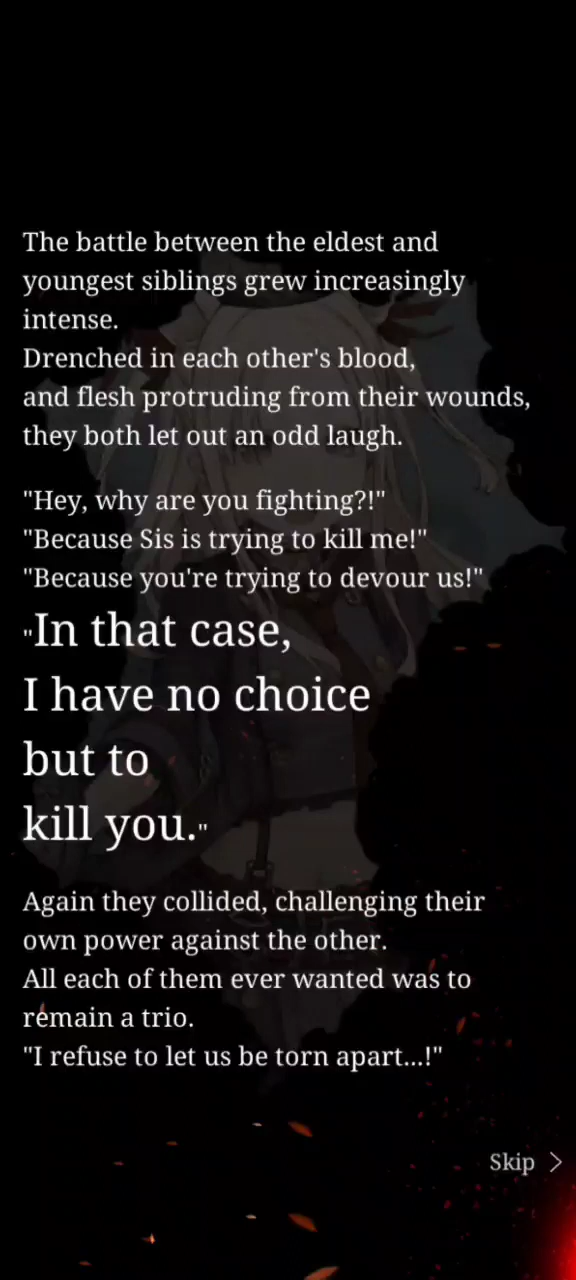 The battle between the eldest and
youngest siblings grew increasingly
intense.
Drenched in each other's blood,
and flesh protruding from their wounds,
they both let out an odd laugh.
"Hey, why are you fighting?!"
"Because Sis is trying to kill me!"
"Because you're trying to devour us!"
"In that case,
I have no choice
but to
kill you."
Again they collided, challenging their
own power against the other.
All each of them ever wanted was to
remain a trio.
"I refuse to let us be torn apart...!"
Skip >